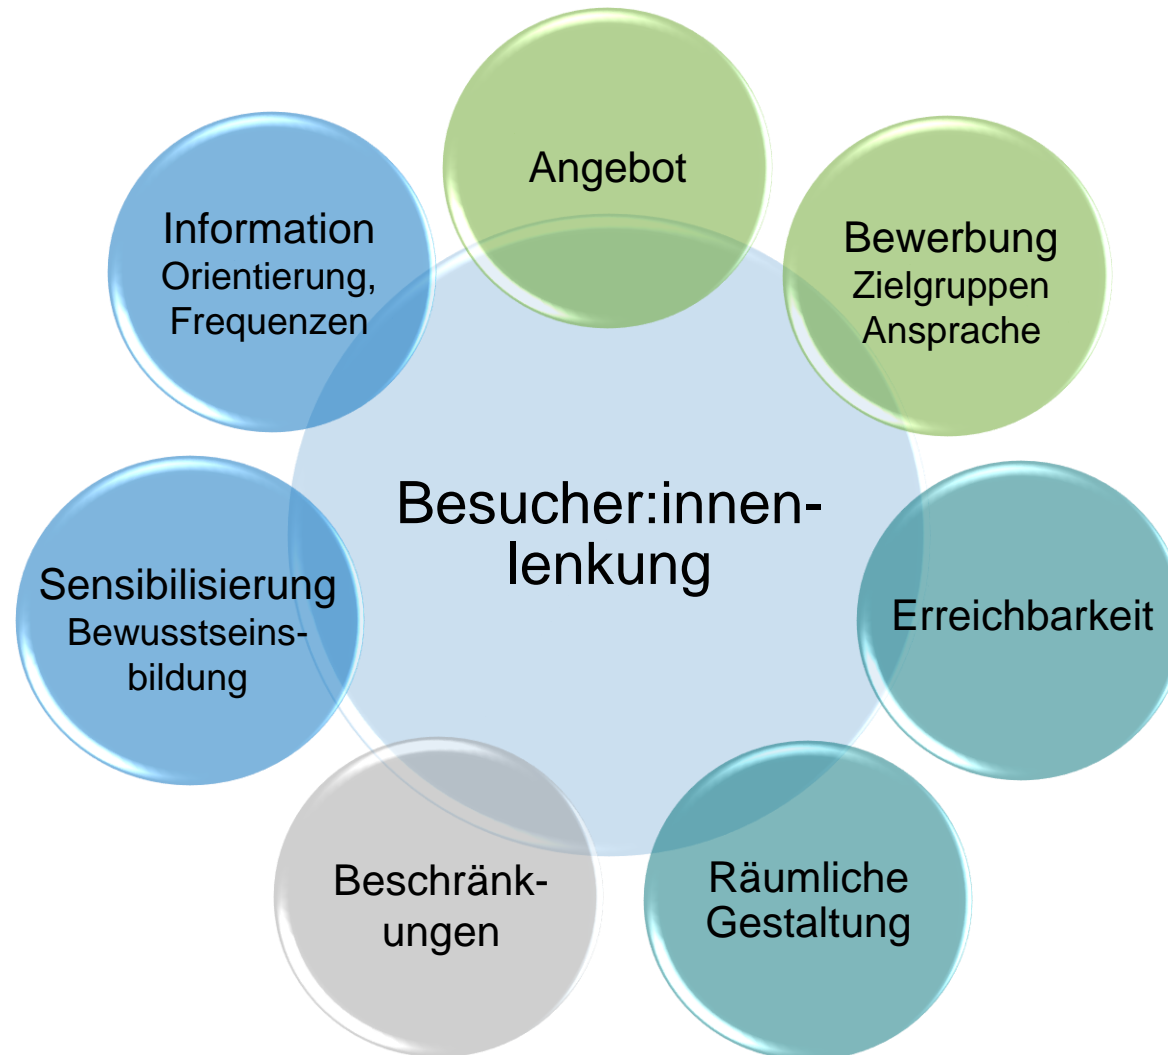 Angebot
Bewerbung
Zielgruppen
Ansprache
Erreichbarkeit
Räumliche
Gestaltung
Beschränk-
ungen
Sensibilisierung
Bewusstseins-
bildung
Information
Orientierung,
Frequenzen
Besucher:innen-
lenkung